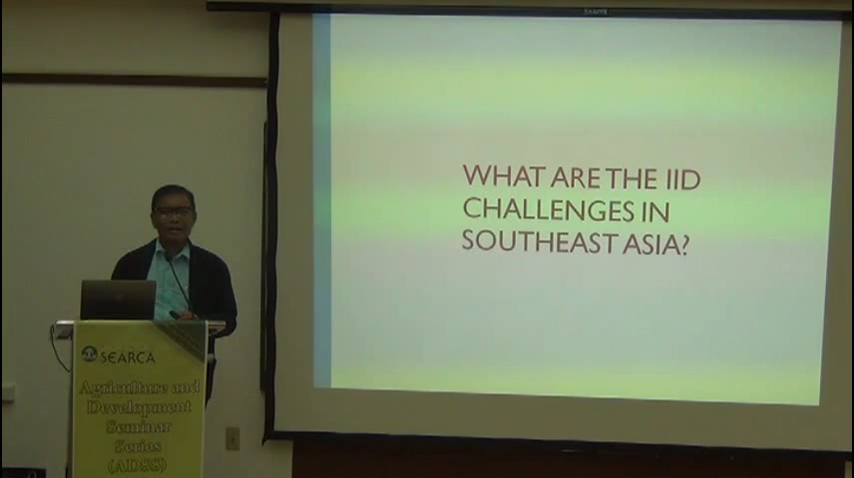 WHAT ARE THE IID
CHALLENGES IN
SOUTHEAST ASIA?
SEARCA
Agriculture and
Development
Seminar
Series
(ADSS)